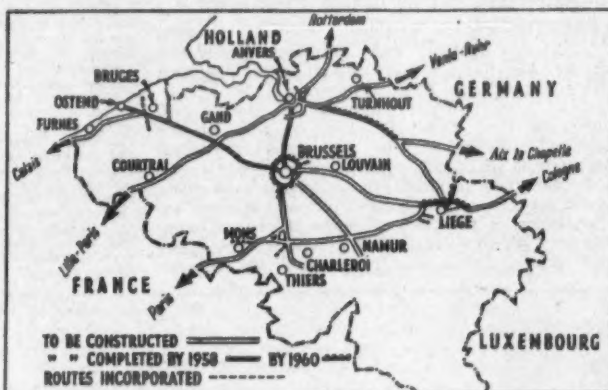 Rotterdam
HOLLAND
ANVERS
Venlo-Ruhr
BRUGES
GERMANY
OSTEND
GAND
TURNHOUT
FURNES
BRUSSELS
LOUVAIN
Aix la Chapelle
Calais
COURTRAI
Cologne
LIEGE
Lille-Paris
MONS
NAMUR
CHARLEROI
FRANCE
THIERS
Paris
LUXEMBOURG
TO BE CONSTRUCTED
" " COMPLETED BY 1958 BY 1960
ROUTES INCORPORATED